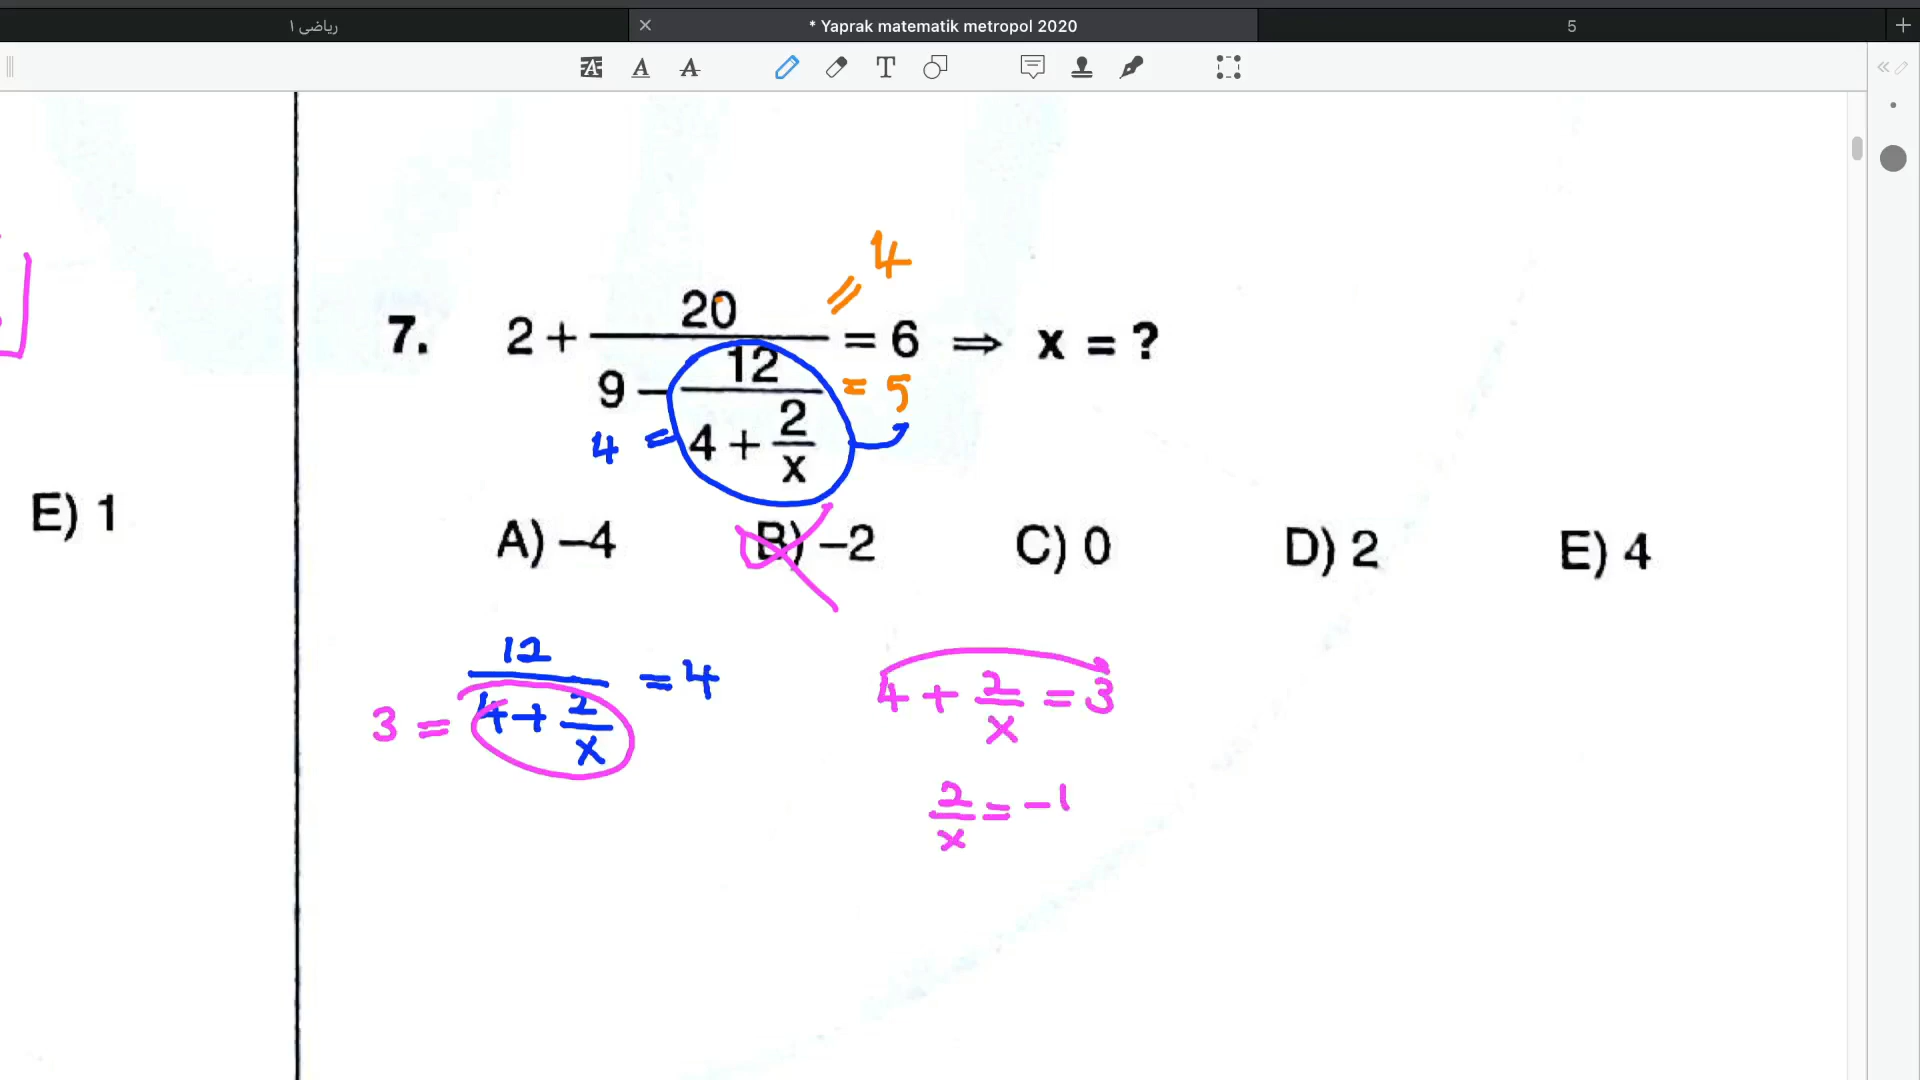 ریاضی ۱
* Yaprak matematik metropol 2020
5
7. 2 + 20 / (9 − 12 / (4 + 2/x)) = 6 ⇒ x = ?
= 4
= 5
4 =
E) 1
A) −4 B) −2 C) 0 D) 2 E) 4
12 / (4 + 2/x) = 4
3 =
4 + 2/x = 3
2/x = −1